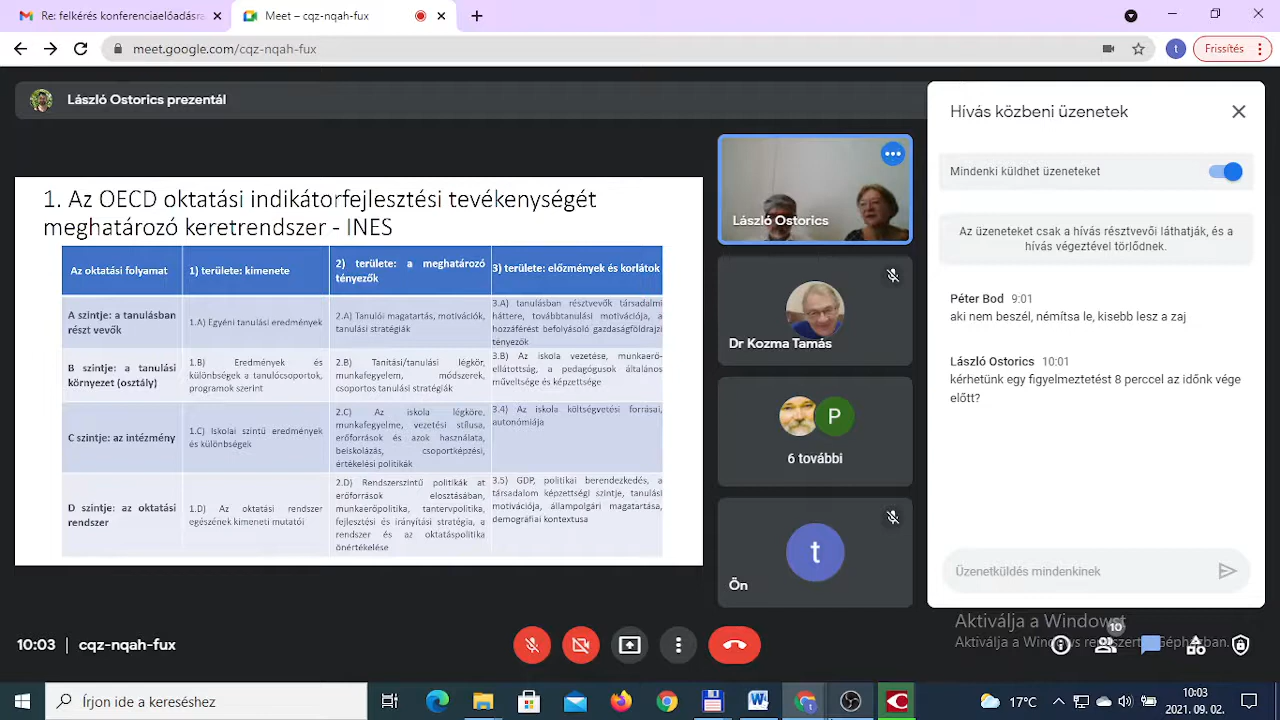 Re: felkérés konferenciaelőadásra
Meet – cqz-nqah-fux
meet.google.com/cqz-nqah-fux
t
Frissítés
László Ostorics prezentál
1. Az OECD oktatási indikátorfejlesztési tevékenységét
meghatározó keretrendszer - INES
Az oktatási folyamat
1) területe: kimenete
2) területe: a meghatározó
tényezők
3) területe: előzmények és korlátok
A szintje: a tanulásban
részt vevők
1.A) Egyéni tanulási eredmények
2.A) Tanulói magatartás, motivációk,
tanulási stratégiák
3.A) tanulásban résztvevők társadalmi
háttere, továbbtanulási motivációja, a
hozzáférést befolyásoló gazdaságföldrajzi
tényezők
B szintje: a tanulási
környezet (osztály)
1.B) Eredmények és
különbségek a tanulócsoportok,
programok szerint
2.B) Tanítási/tanulási légkör,
munkafegyelem, módszerek,
csoportos tanulási stratégiák
3.B) Az iskola vezetése, munkaerő-
ellátottság, a pedagógusok általános
műveltsége és képzettsége
C szintje: az intézmény
1.C) Iskolai szintű eredmények
és különbségek
2.C) Az iskola légköre,
munkafegyelme, vezetési stílusa,
erőforrások és azok használata,
beiskolázás, csoportképzési,
értékelési politikák
3.4) Az iskola költségvetési forrásai,
autonómiája
D szintje: az oktatási
rendszer
1.D) Az oktatási rendszer
egészének kimeneti mutatói
2.D) Rendszerszintű politikák at
erőforrások elosztásában,
munkaerőpolitika, tantervpolitika,
fejlesztési és irányítási stratégia, a
rendszer és az oktatáspolitika
önértékelése
3.5) GDP, politikai berendezkedés, a
társadalom képzettségi szintje, tanulási
motivációja, állampolgári magatartása,
demográfiai kontextusa
László Ostorics
Dr Kozma Tamás
P
6 további
t
Ön
Hívás közbeni üzenetek
Mindenki küldhet üzeneteket
Az üzeneteket csak a hívás résztvevői láthatják, és a
hívás végeztével törlődnek.
Péter Bod 9:01
aki nem beszél, némítsa le, kisebb lesz a zaj
László Ostorics 10:01
kérhetünk egy figyelmeztetést 8 perccel az időnk vége
előtt?
Üzenetküldés mindenkinek
Aktiválja a Windowst
Aktiválja a Windows rendszert a Gépházban.
10:03 | cqz-nqah-fux
10
Írjon ide a kereséshez
17°C
10:03
2021. 09. 02.